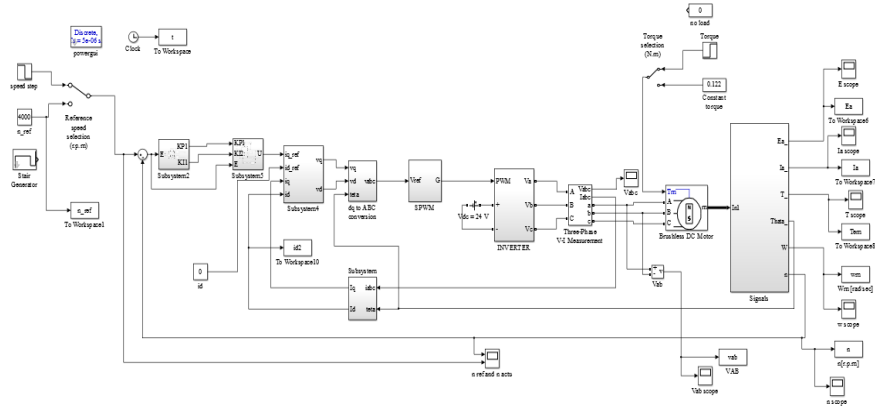 0
no load
Discrete,
Ts = 5e-06 s.
powergui
Clock
t
To Workspace
Torque
selection
(N.m)
Torque
0.122
Constant
torque
speed step
4000
n_ref
Reference
speed
selection
(r.p.m)
Stair
Generator
n_ref
To Workspace1
E
KP1
KI1
Subsystem2
KP1
KI2
E
U
Subsystem3
iq_ref
id_ref
iq
id
vq
vd
Subsystem4
vq
vd
teta
vabc
dq to ABC
conversion
Vref
G
SPWM
Vdc = 24 V
PWM
+
-
Va
Vb
Vc
INVERTER
A
B
C
Vabc
Iabc
a
b
c
Three-Phase
V-I Measurement
Vabc
Tm
A
B
C
m
N
S
Brushless DC Motor
In1
Ea_
Ia_
T_
Theta_
W
n
Signals
E scope
Ea
To Workspace6
Ia scope
Ia
To Workspace7
T scope
Tem
To Workspace8
wm
Wm [rad/sec]
w scope
n
n[r.p.m]
n scope
0
id
id2
To Workspace10
Subsystem
Iq
Id
iabc
teta
+
-
v
Vab
n ref and n actu
vab
VAB
Vab scope